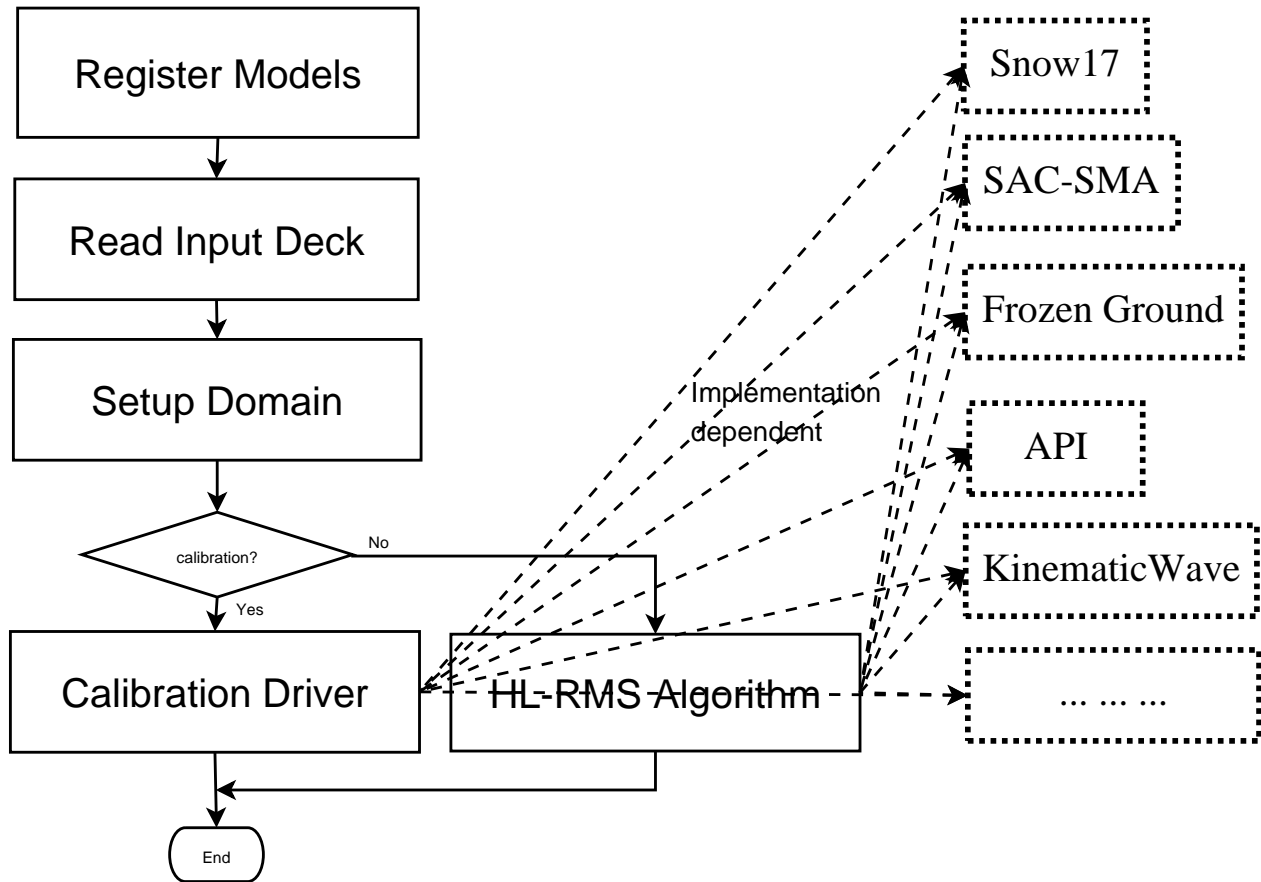 Register Models
Read Input Deck
Setup Domain
calibration?
No
Yes
Calibration Driver
HL-RMS Algorithm
End
Implementation
dependent
Snow17
SAC-SMA
Frozen Ground
API
KinematicWave
... ... ...